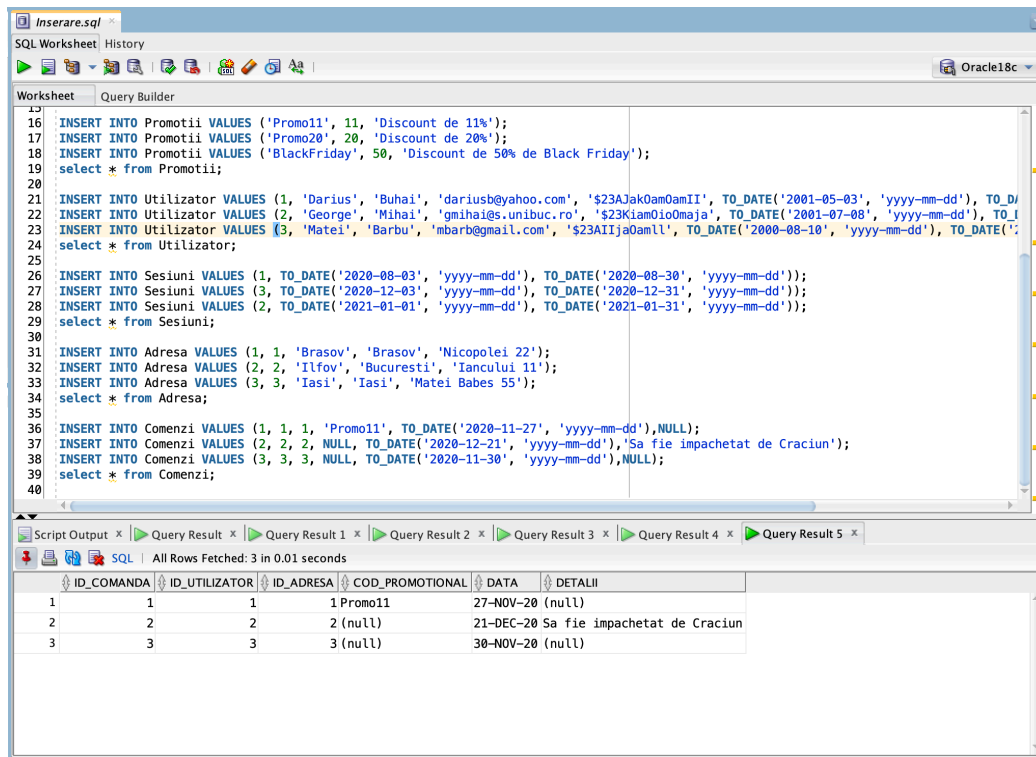 Inserare.sql
SQL Worksheet History
Oracle18c
Worksheet Query Builder
15
16 INSERT INTO Promotii VALUES ('Promo11', 11, 'Discount de 11%');
17 INSERT INTO Promotii VALUES ('Promo20', 20, 'Discount de 20%');
18 INSERT INTO Promotii VALUES ('BlackFriday', 50, 'Discount de 50% de Black Friday');
19 select * from Promotii;
20
21 INSERT INTO Utilizator VALUES (1, 'Darius', 'Buhai', 'dariusb@yahoo.com', '$23AJakOamOamII', TO_DATE('2001-05-03', 'yyyy-mm-dd'), TO_DA
22 INSERT INTO Utilizator VALUES (2, 'George', 'Mihai', 'gmihai@s.unibuc.ro', '$23KiamOioOmaja', TO_DATE('2001-07-08', 'yyyy-mm-dd'), TO_D
23 INSERT INTO Utilizator VALUES (3, 'Matei', 'Barbu', 'mbarb@gmail.com', '$23AIIjaOamll', TO_DATE('2000-08-10', 'yyyy-mm-dd'), TO_DATE('2
24 select * from Utilizator;
25
26 INSERT INTO Sesiuni VALUES (1, TO_DATE('2020-08-03', 'yyyy-mm-dd'), TO_DATE('2020-08-30', 'yyyy-mm-dd'));
27 INSERT INTO Sesiuni VALUES (3, TO_DATE('2020-12-03', 'yyyy-mm-dd'), TO_DATE('2020-12-31', 'yyyy-mm-dd'));
28 INSERT INTO Sesiuni VALUES (2, TO_DATE('2021-01-01', 'yyyy-mm-dd'), TO_DATE('2021-01-31', 'yyyy-mm-dd'));
29 select * from Sesiuni;
30
31 INSERT INTO Adresa VALUES (1, 1, 'Brasov', 'Brasov', 'Nicopolei 22');
32 INSERT INTO Adresa VALUES (2, 2, 'Ilfov', 'Bucuresti', 'Iancului 11');
33 INSERT INTO Adresa VALUES (3, 3, 'Iasi', 'Iasi', 'Matei Babes 55');
34 select * from Adresa;
35
36 INSERT INTO Comenzi VALUES (1, 1, 1, 'Promo11', TO_DATE('2020-11-27', 'yyyy-mm-dd'),NULL);
37 INSERT INTO Comenzi VALUES (2, 2, 2, NULL, TO_DATE('2020-12-21', 'yyyy-mm-dd'),'Sa fie impachetat de Craciun');
38 INSERT INTO Comenzi VALUES (3, 3, 3, NULL, TO_DATE('2020-11-30', 'yyyy-mm-dd'),NULL);
39 select * from Comenzi;
40
Script Output x Query Result x Query Result 1 x Query Result 2 x Query Result 3 x Query Result 4 x Query Result 5 x
SQL | All Rows Fetched: 3 in 0.01 seconds
ID_COMANDA ID_UTILIZATOR ID_ADRESA COD_PROMOTIONAL DATA DETALII
1 1 1 1 Promo11 27-NOV-20 (null)
2 2 2 2 (null) 21-DEC-20 Sa fie impachetat de Craciun
3 3 3 3 (null) 30-NOV-20 (null)